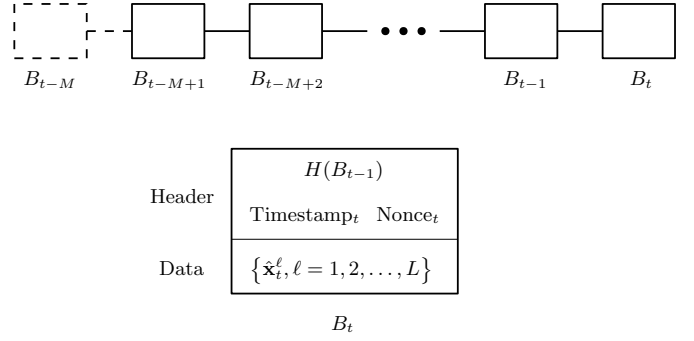 B_{t−M} B_{t−M+1} B_{t−M+2} B_{t−1} B_t
H(B_{t−1})
Header
Timestamp_t Nonce_t
Data {x̂_t^ℓ, ℓ = 1, 2, . . . , L}
B_t